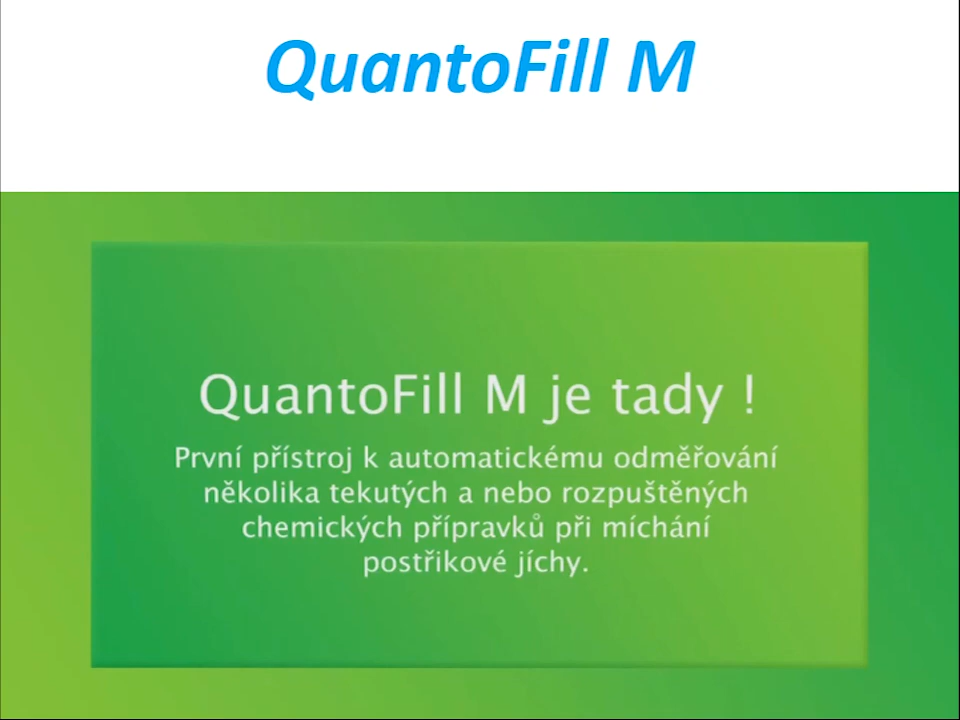 QuantoFill M
QuantoFill M je tady !
První přístroj k automatickému odměřování
několika tekutých a nebo rozpuštěných
chemických přípravků při míchání
postřikové jíchy.